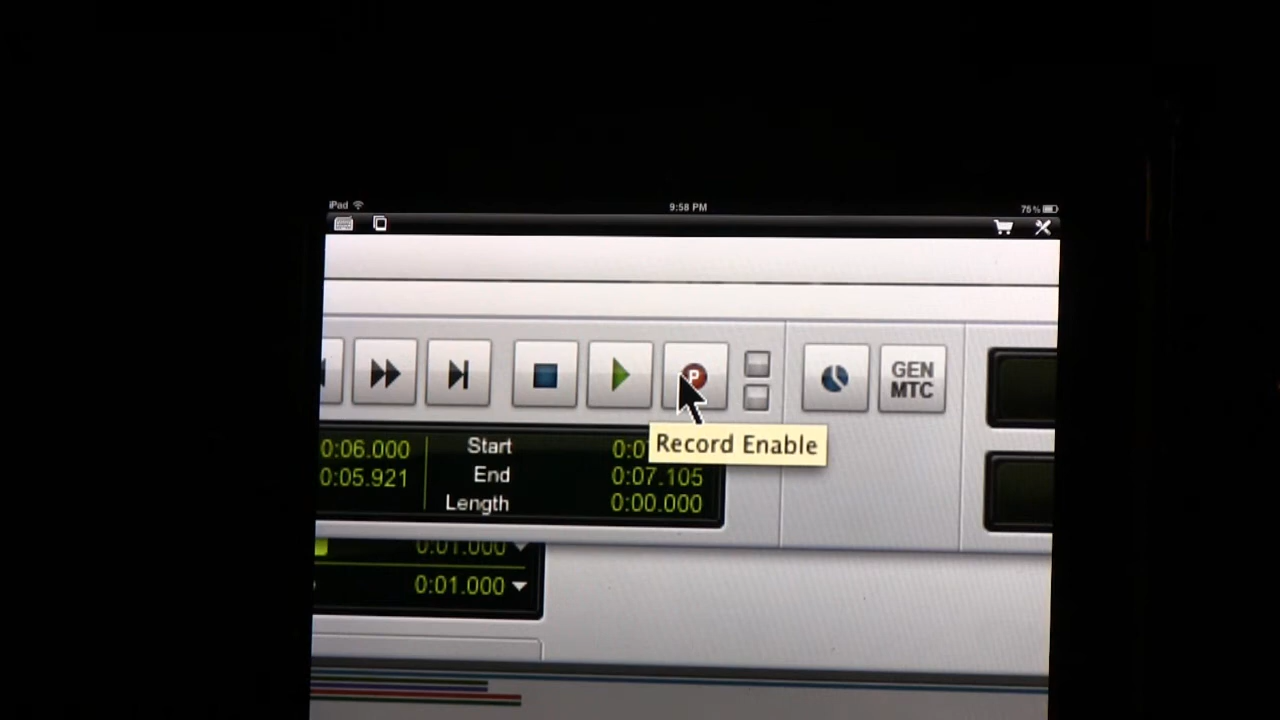 iPad 9:58 PM 75%
P GEN
MTC
0:06.000 Start
Record Enable
0:05.921 End 0:07.105
Length 0:00.000
0:01.000
0:01.000